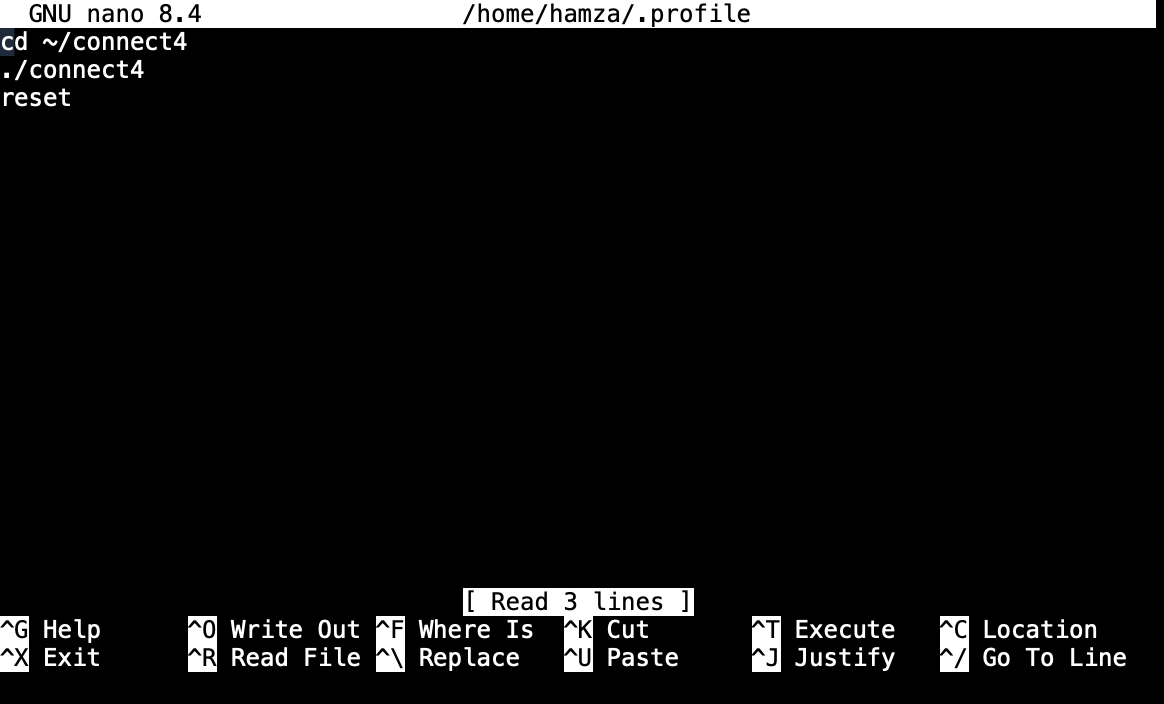 GNU nano 8.4 /home/hamza/.profile
cd ~/connect4
./connect4
reset
[ Read 3 lines ]
^G Help ^O Write Out ^F Where Is ^K Cut ^T Execute ^C Location
^X Exit ^R Read File ^\ Replace ^U Paste ^J Justify ^/ Go To Line